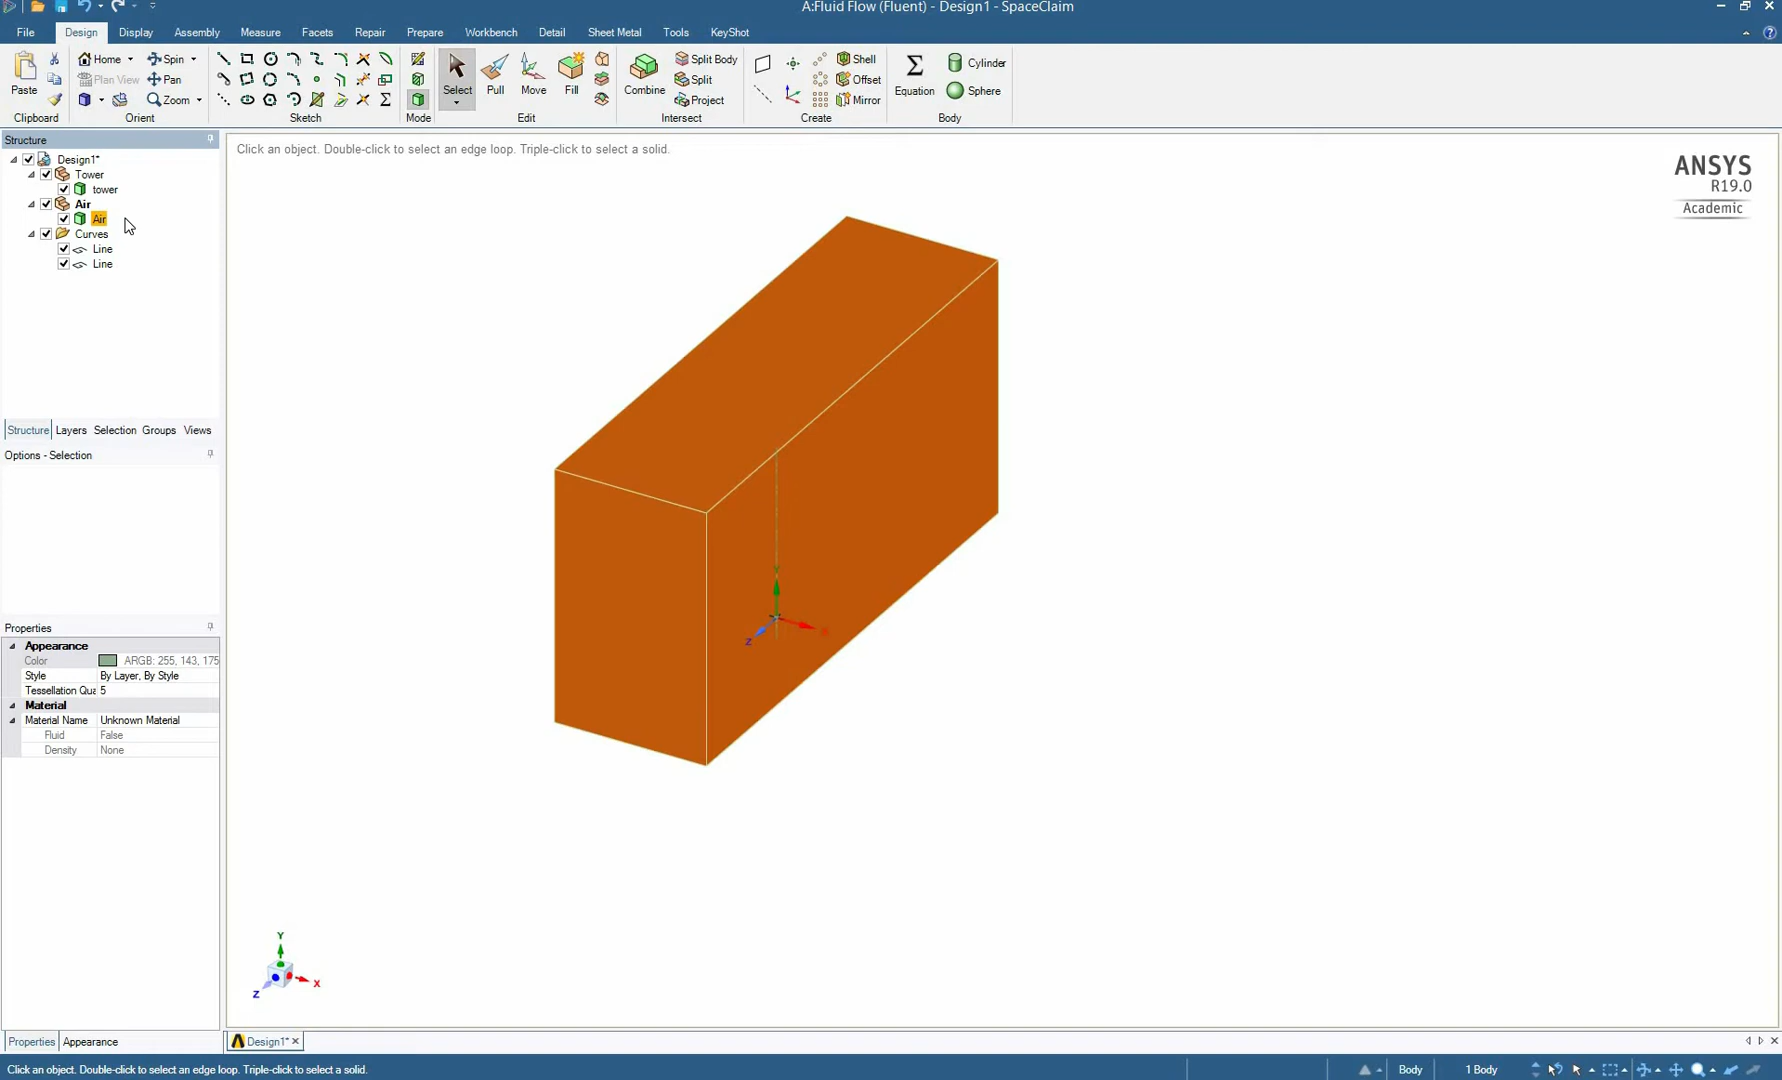 A:Fluid Flow (Fluent) - Design1 - SpaceClaim
File Design Display Assembly Measure Facets Repair Prepare Workbench Detail Sheet Metal Tools KeyShot
Paste
Clipboard
Home Spin
Plan View Pan
Zoom
Orient
Sketch
Mode
Select Pull Move Fill
Edit
Combine
Split Body
Split
Project
Intersect
Shell
Offset
Mirror
Create
Equation
Cylinder
Sphere
Body
Structure
Design1*
Tower
tower
Air
Air
Curves
Line
Line
Structure Layers Selection Groups Views
Options - Selection
Properties
Appearance
Color ARGB: 255, 143, 175
Style By Layer, By Style
Tessellation Qua 5
Material
Material Name Unknown Material
Fluid False
Density None
Properties Appearance
Click an object. Double-click to select an edge loop. Triple-click to select a solid.
ANSYS
R19.0
Academic
Y
Z
Y
X
Z
Design1*
Click an object. Double-click to select an edge loop. Triple-click to select a solid.
Body
1 Body